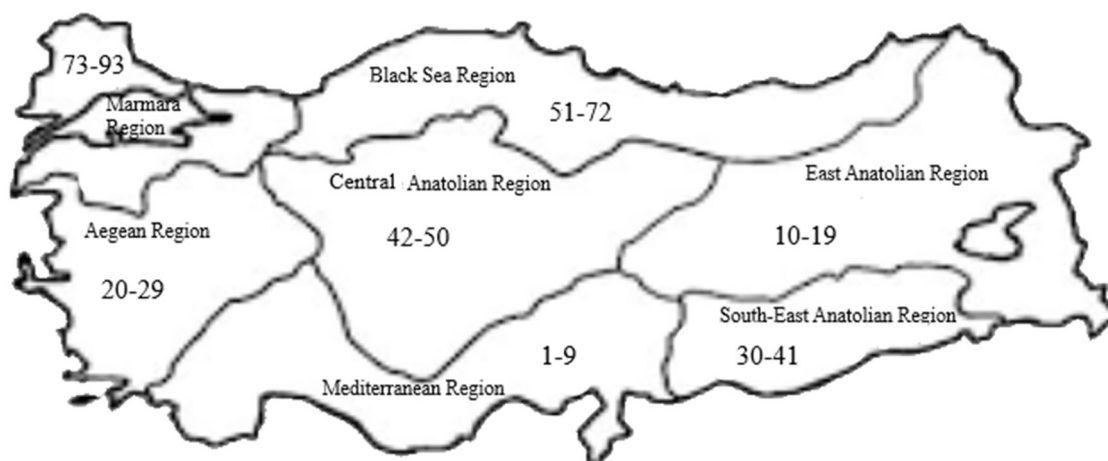 73-93
Marmara
Region
Black Sea Region
51-72
Central Anatolian Region
42-50
East Anatolian Region
10-19
Aegean Region
20-29
South-East Anatolian Region
30-41
1-9
Mediterranean Region